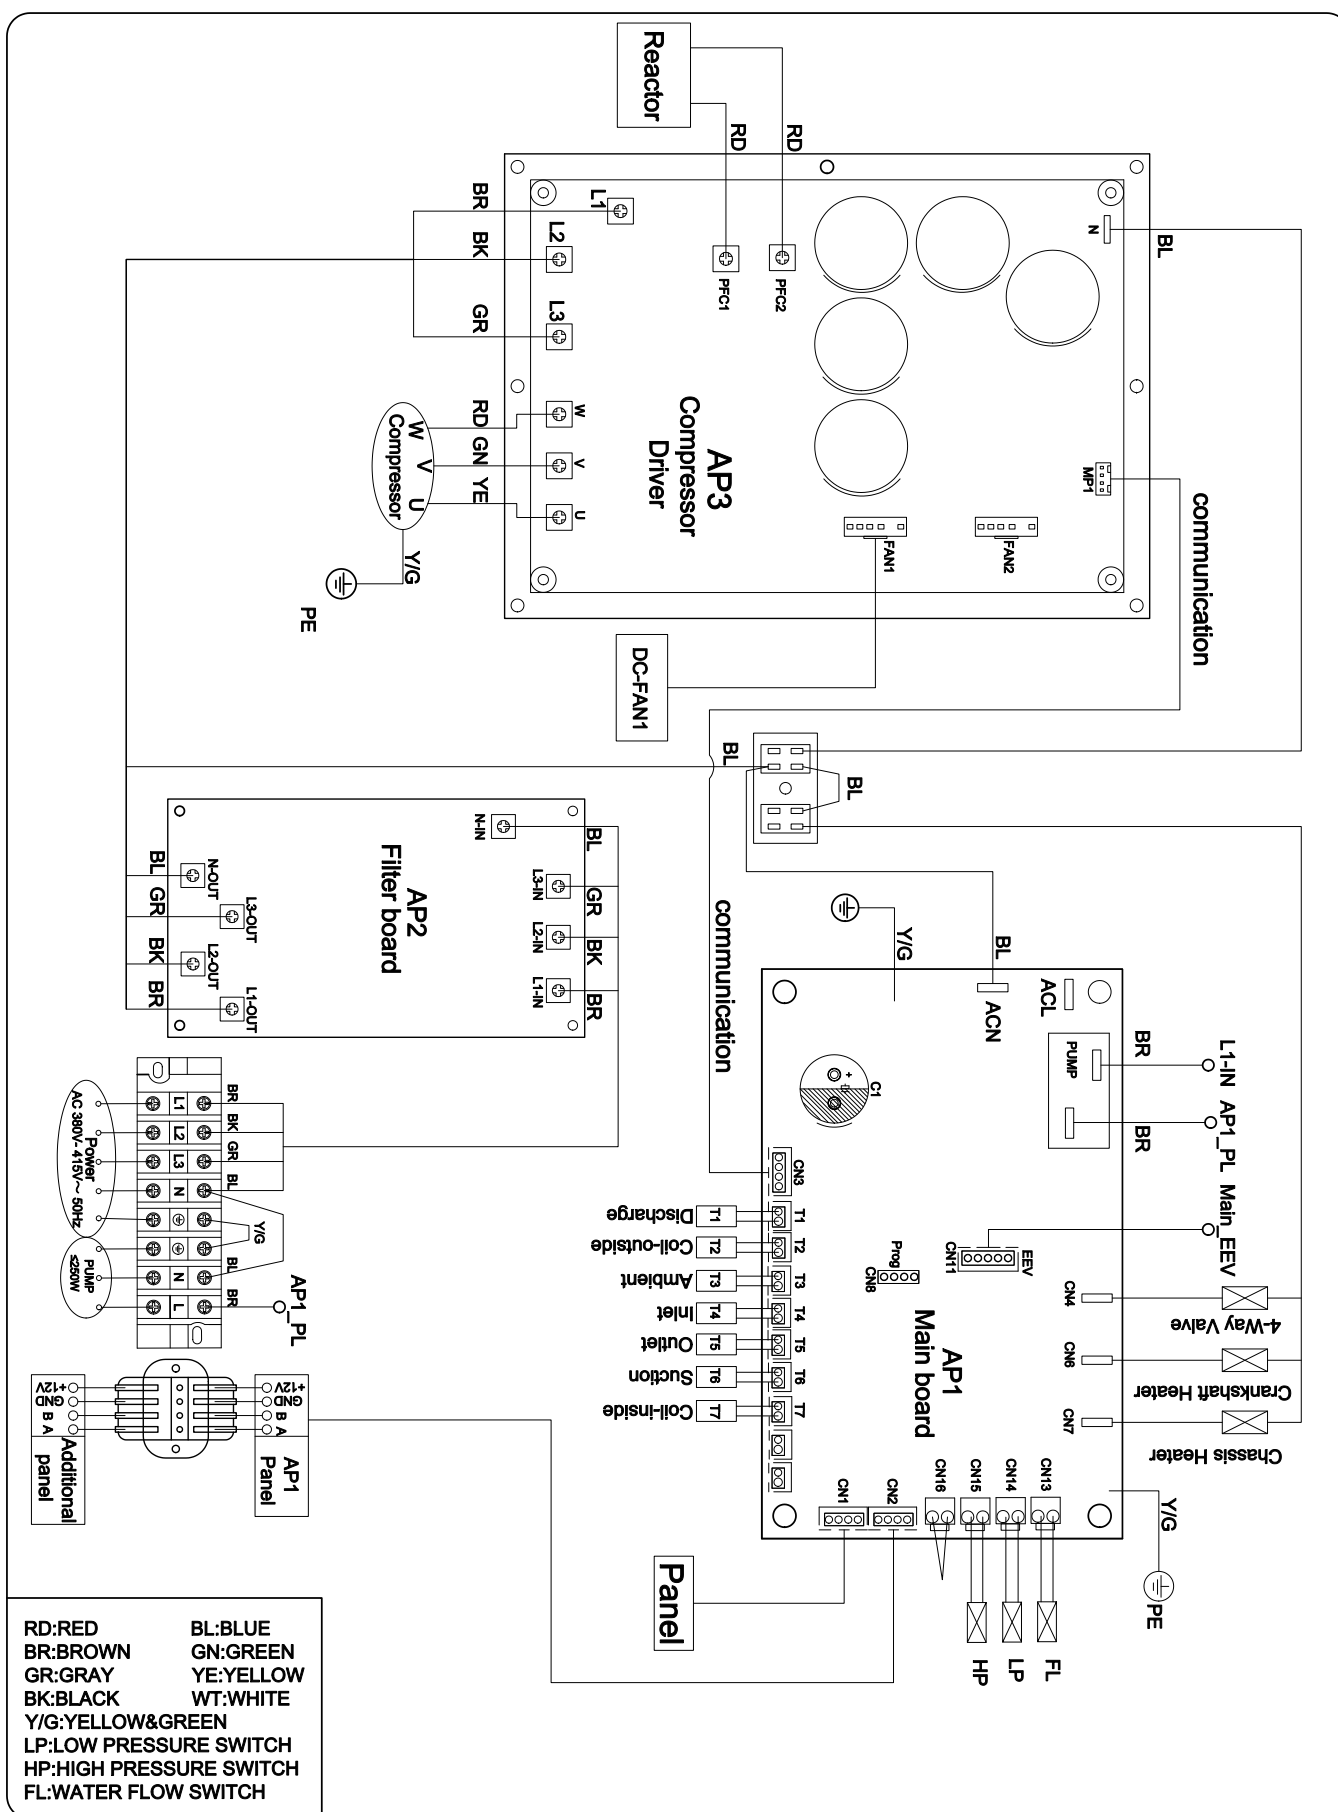 Reactor
RD
RD
BR
L1
BK
L2
GR
L3
PFC1
PFC2
N
BL
AP3
Compressor
Driver
RD
W
GN
V
YE
U
W
V
U
Compressor
Y/G
PE
MP1
communication
FAN1
FAN2
DC-FAN1
BL
BL
N-IN
BL
L3-IN
GR
L2-IN
BK
L1-IN
BR
AP2
Filter board
BL
N-OUT
GR
L3-OUT
BK
L2-OUT
BR
L1-OUT
communication
Y/G
BL
ACN
ACL
PUMP
BR
L1-IN
BR
AP1_PL
Main_EEV
C1
+
CN3
Discharge
T1
T1
Coil-outside
T2
T2
Ambient
T3
T3
Inlet
T4
T4
Outlet
T5
T5
Suction
T6
T6
Coil-inside
T7
T7
Prog
CN8
CN11
EEV
AP1
Main board
CN4
4-Way Valve
CN6
Crankshaft Heater
CN7
Chassis Heater
CN1
CN2
CN16
CN15
CN14
CN13
Y/G
PE
HP
LP
FL
Panel
Power
AC 380V- 415V～ 50Hz
L1
BR
L2
BK
L3
GR
N
BL
Y/G
PUMP
≤250W
N
BL
L
BR
AP1_PL
+12V
GND
B
A
Additional
panel
+12V
GND
B
A
AP1
Panel
RD:RED BL:BLUE
BR:BROWN GN:GREEN
GR:GRAY YE:YELLOW
BK:BLACK WT:WHITE
Y/G:YELLOW&GREEN
LP:LOW PRESSURE SWITCH
HP:HIGH PRESSURE SWITCH
FL:WATER FLOW SWITCH